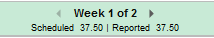 Week 1 of 2
Scheduled 37.50 | Reported 37.50